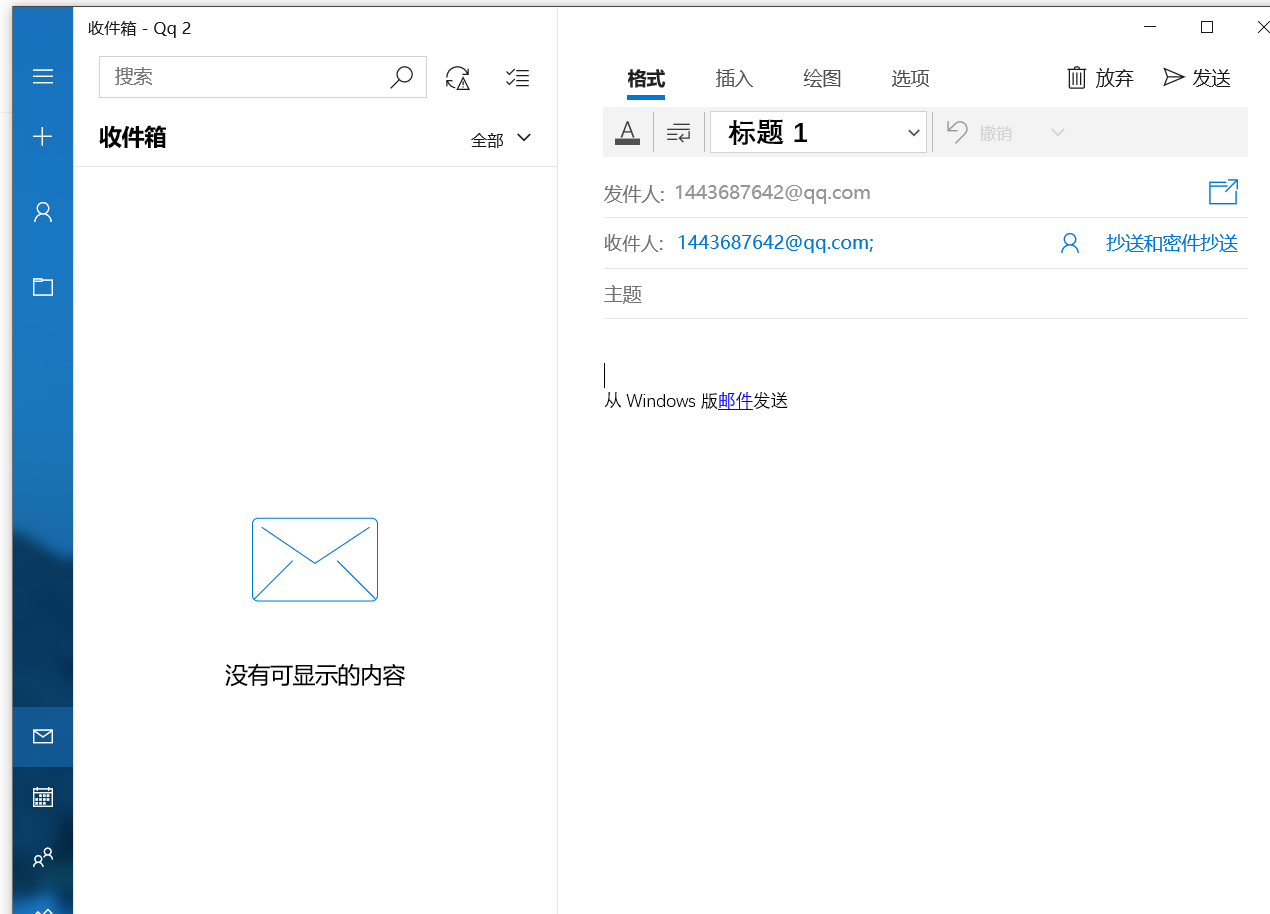 收件箱 - Qq 2
搜索
收件箱
全部
没有可显示的内容
格式 插入 绘图 选项 放弃 发送
标题 1 撤销
发件人: 1443687642@qq.com
收件人: 1443687642@qq.com; 抄送和密件抄送
主题
从 Windows 版邮件发送